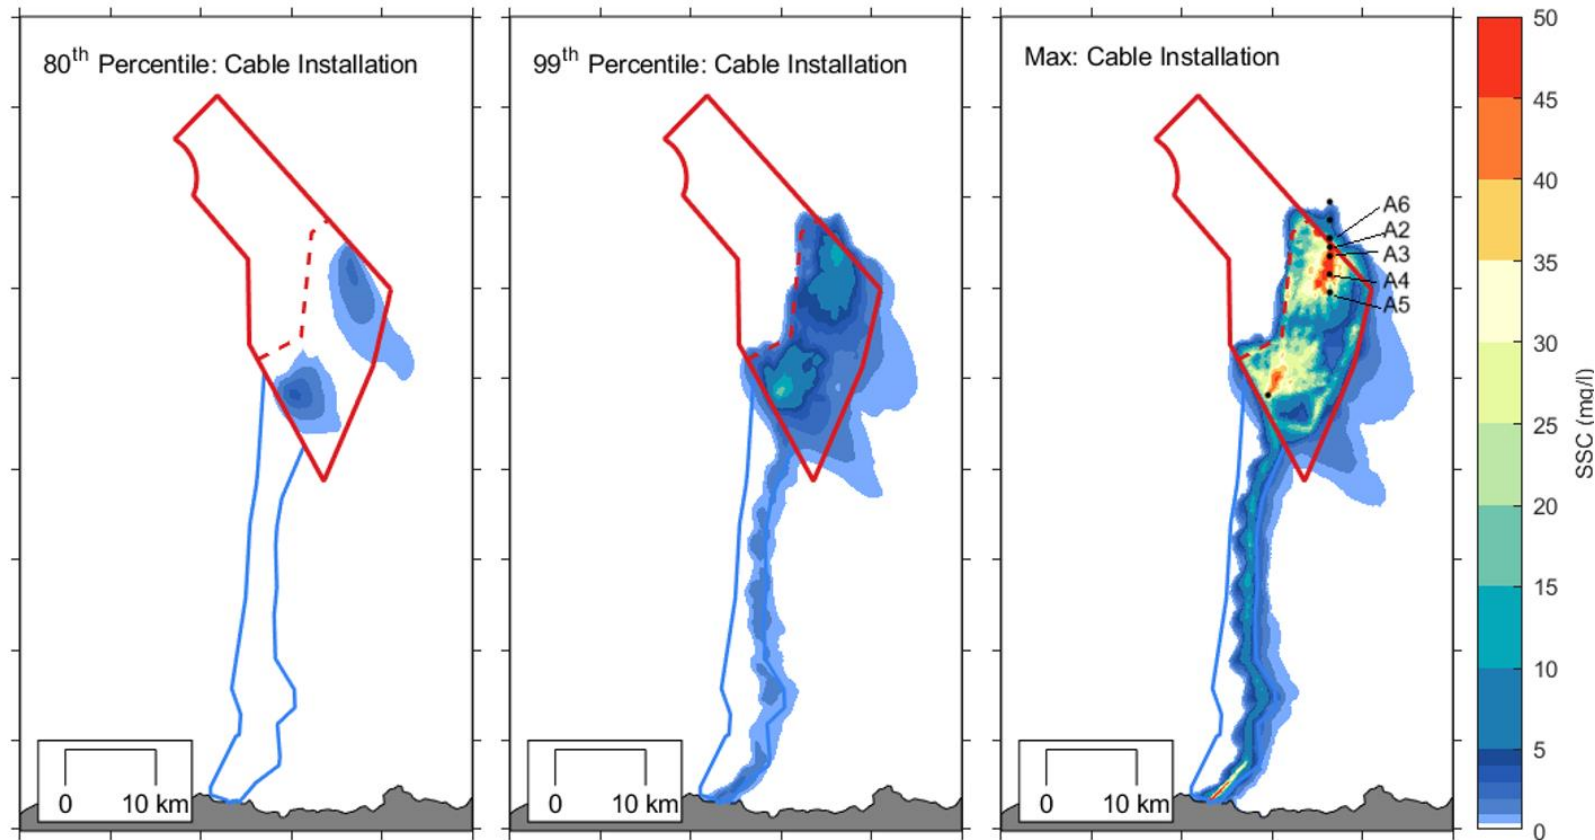 80th Percentile: Cable Installation
99th Percentile: Cable Installation
Max: Cable Installation
A6
A2
A3
A4
A5
0 10 km
0 10 km
0 10 km
50
45
40
35
30
25
20
15
10
5
0
SSC (mg/l)